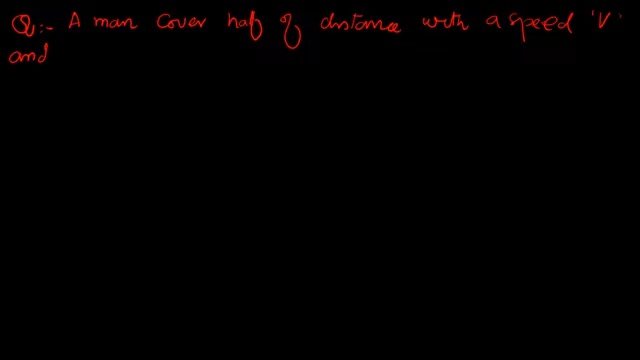 Q:- A man cover half of distance with a speed 'V'
and